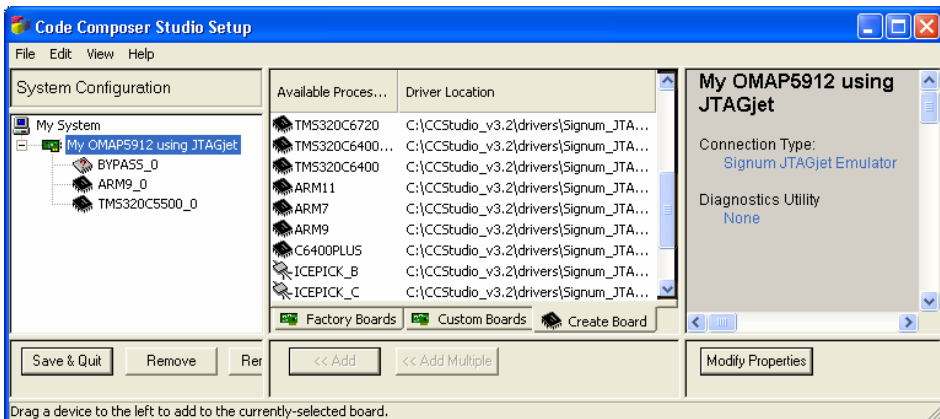 Code Composer Studio Setup
File Edit View Help
System Configuration
My System
My OMAP5912 using JTAGjet
BYPASS_0
ARM9_0
TMS320C5500_0
Available Proces... Driver Location
TMS320C6720 C:\CCStudio_v3.2\drivers\Signum_JTA...
TMS320C6400... C:\CCStudio_v3.2\drivers\Signum_JTA...
TMS320C6400 C:\CCStudio_v3.2\drivers\Signum_JTA...
ARM11 C:\CCStudio_v3.2\drivers\Signum_JTA...
ARM7 C:\CCStudio_v3.2\drivers\Signum_JTA...
ARM9 C:\CCStudio_v3.2\drivers\Signum_JTA...
C6400PLUS C:\CCStudio_v3.2\drivers\Signum_JTA...
ICEPICK_B C:\CCStudio_v3.2\drivers\Signum_JTA...
ICEPICK_C C:\CCStudio_v3.2\drivers\Signum_JTA...
Factory Boards Custom Boards Create Board
My OMAP5912 using
JTAGjet
Connection Type:
Signum JTAGjet Emulator
Diagnostics Utility
None
Save & Quit Remove Rer
<< Add << Add Multiple
Modify Properties
Drag a device to the left to add to the currently-selected board.